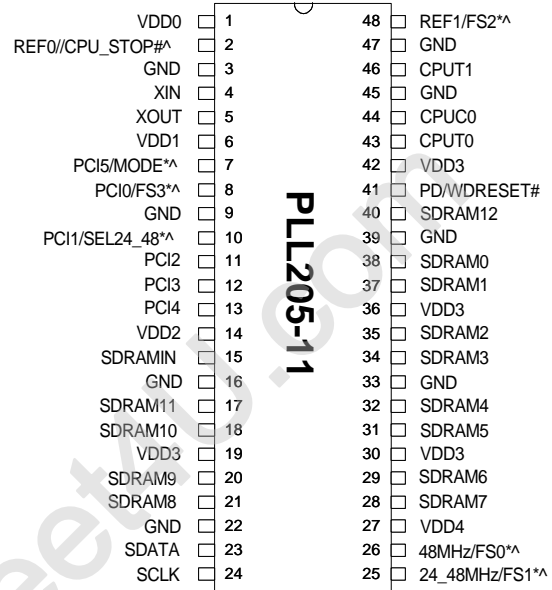 VDD0 1 48 REF1/FS2*^
REF0//CPU_STOP#^ 2 47 GND
GND 3 46 CPUT1
XIN 4 45 GND
XOUT 5 44 CPUC0
VDD1 6 43 CPUT0
PCI5/MODE*^ 7 42 VDD3
PCI0/FS3*^ 8 41 PD/WDRESET#
GND 9 40 SDRAM12
PCI1/SEL24_48*^ 10 39 GND
PCI2 11 38 SDRAM0
PCI3 12 37 SDRAM1
PCI4 13 36 VDD3
VDD2 14 35 SDRAM2
SDRAMIN 15 34 SDRAM3
GND 16 33 GND
SDRAM11 17 32 SDRAM4
SDRAM10 18 31 SDRAM5
VDD3 19 30 VDD3
SDRAM9 20 29 SDRAM6
SDRAM8 21 28 SDRAM7
GND 22 27 VDD4
SDATA 23 26 48MHz/FS0*^
SCLK 24 25 24_48MHz/FS1*^
PLL205-11
eet4U.com